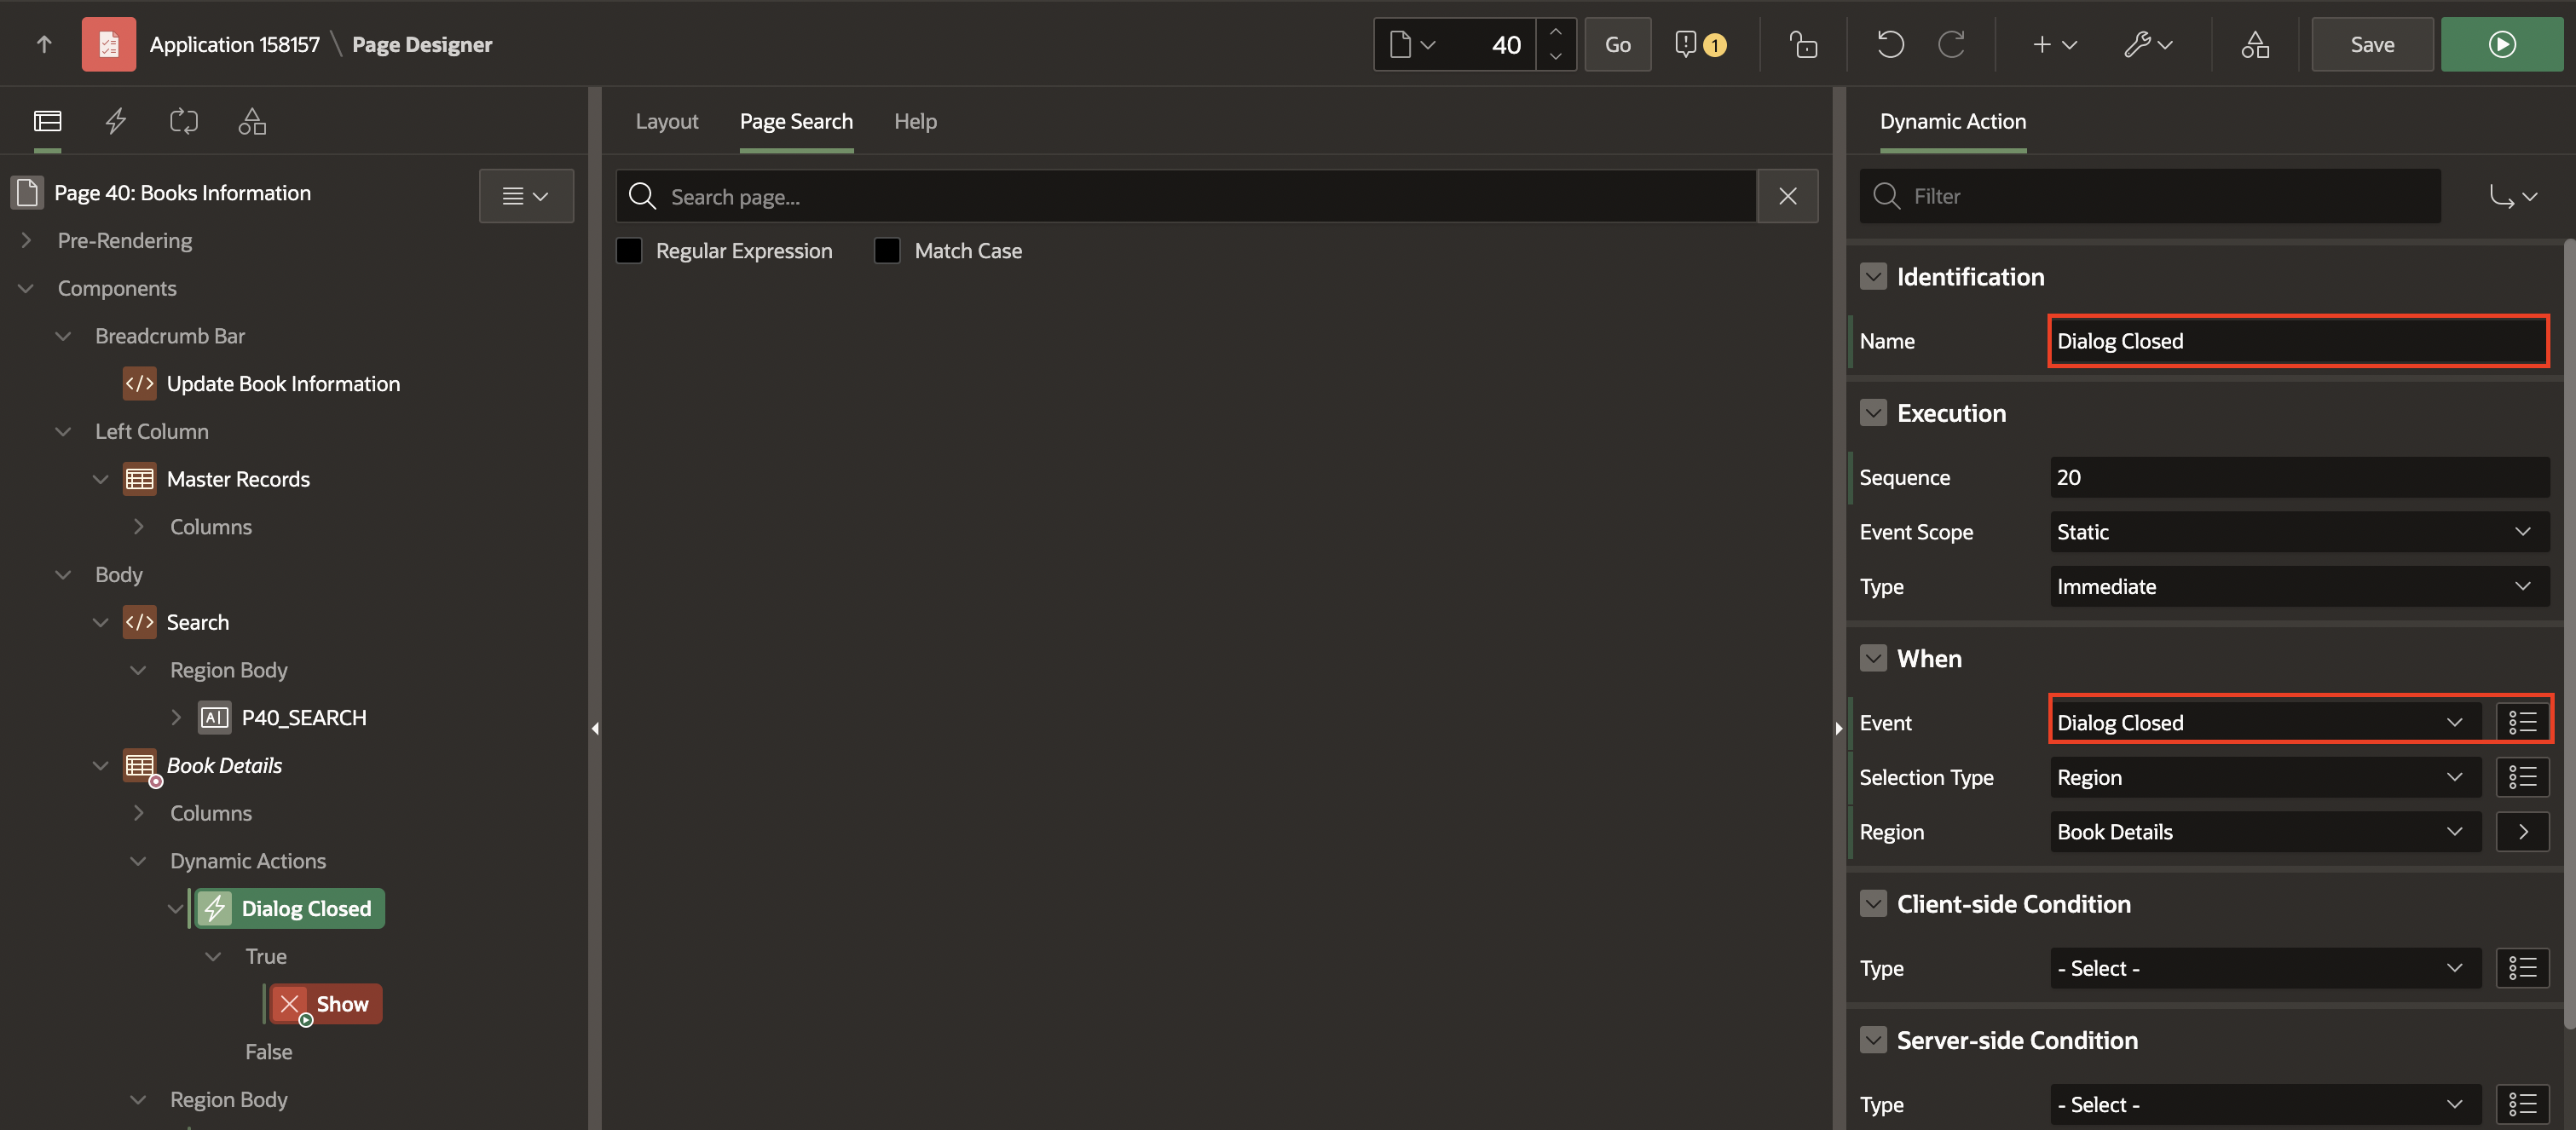 Application 158157 \ Page Designer
40
Go
1
Save
Page 40: Books Information
Pre-Rendering
Components
Breadcrumb Bar
</> Update Book Information
Left Column
Master Records
Columns
Body
</> Search
Region Body
A| P40_SEARCH
Book Details
Columns
Dynamic Actions
Dialog Closed
True
Show
False
Region Body
Layout
Page Search
Help
Search page...
Regular Expression
Match Case
Dynamic Action
Filter
Identification
Name
Dialog Closed
Execution
Sequence
20
Event Scope
Static
Type
Immediate
When
Event
Dialog Closed
Selection Type
Region
Region
Book Details
Client-side Condition
Type
- Select -
Server-side Condition
Type
- Select -